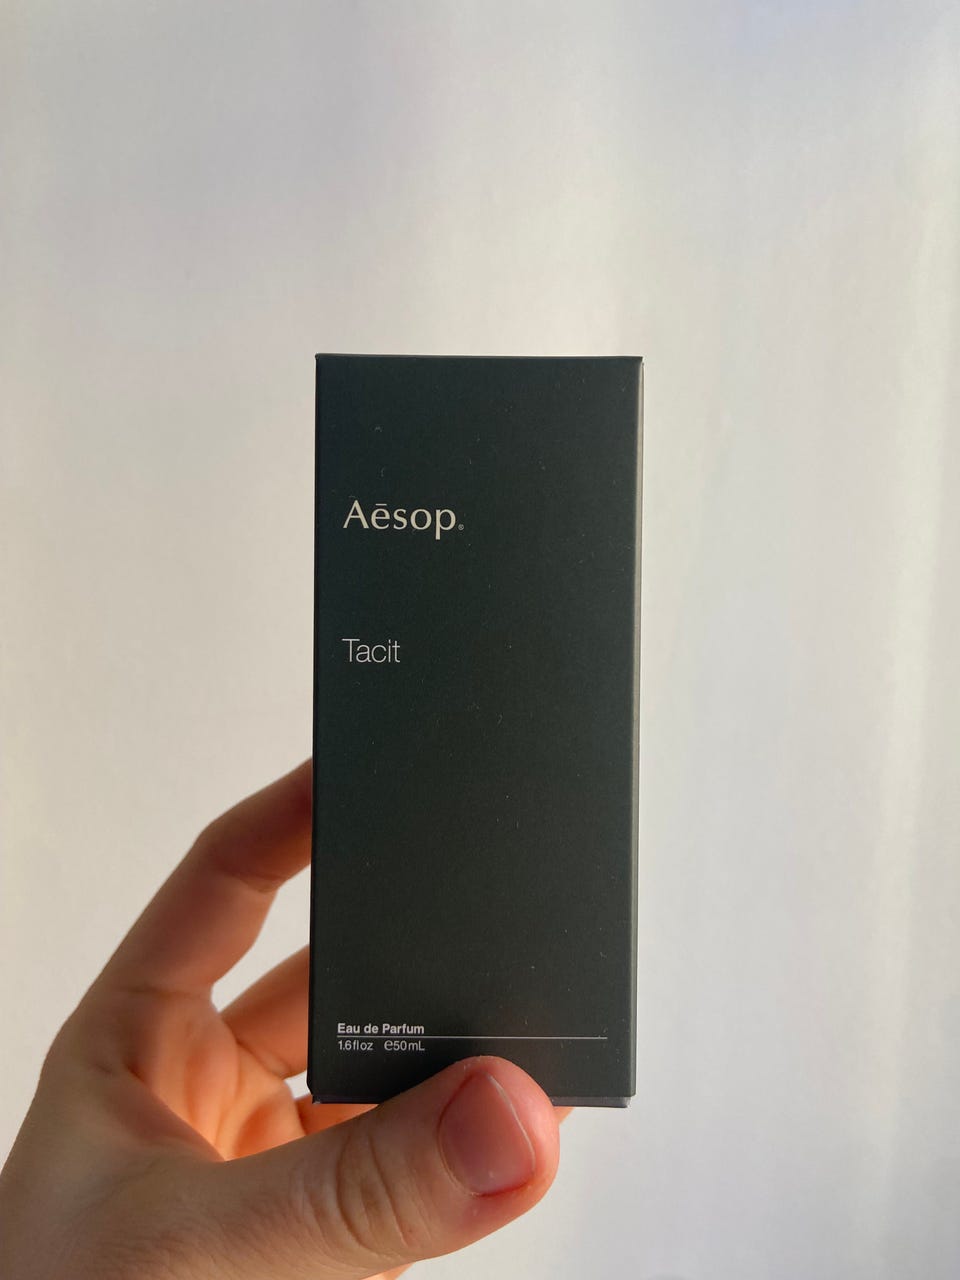 Aēsop®
Tacit
Eau de Parfum
1.6 fl oz ℮50 mL